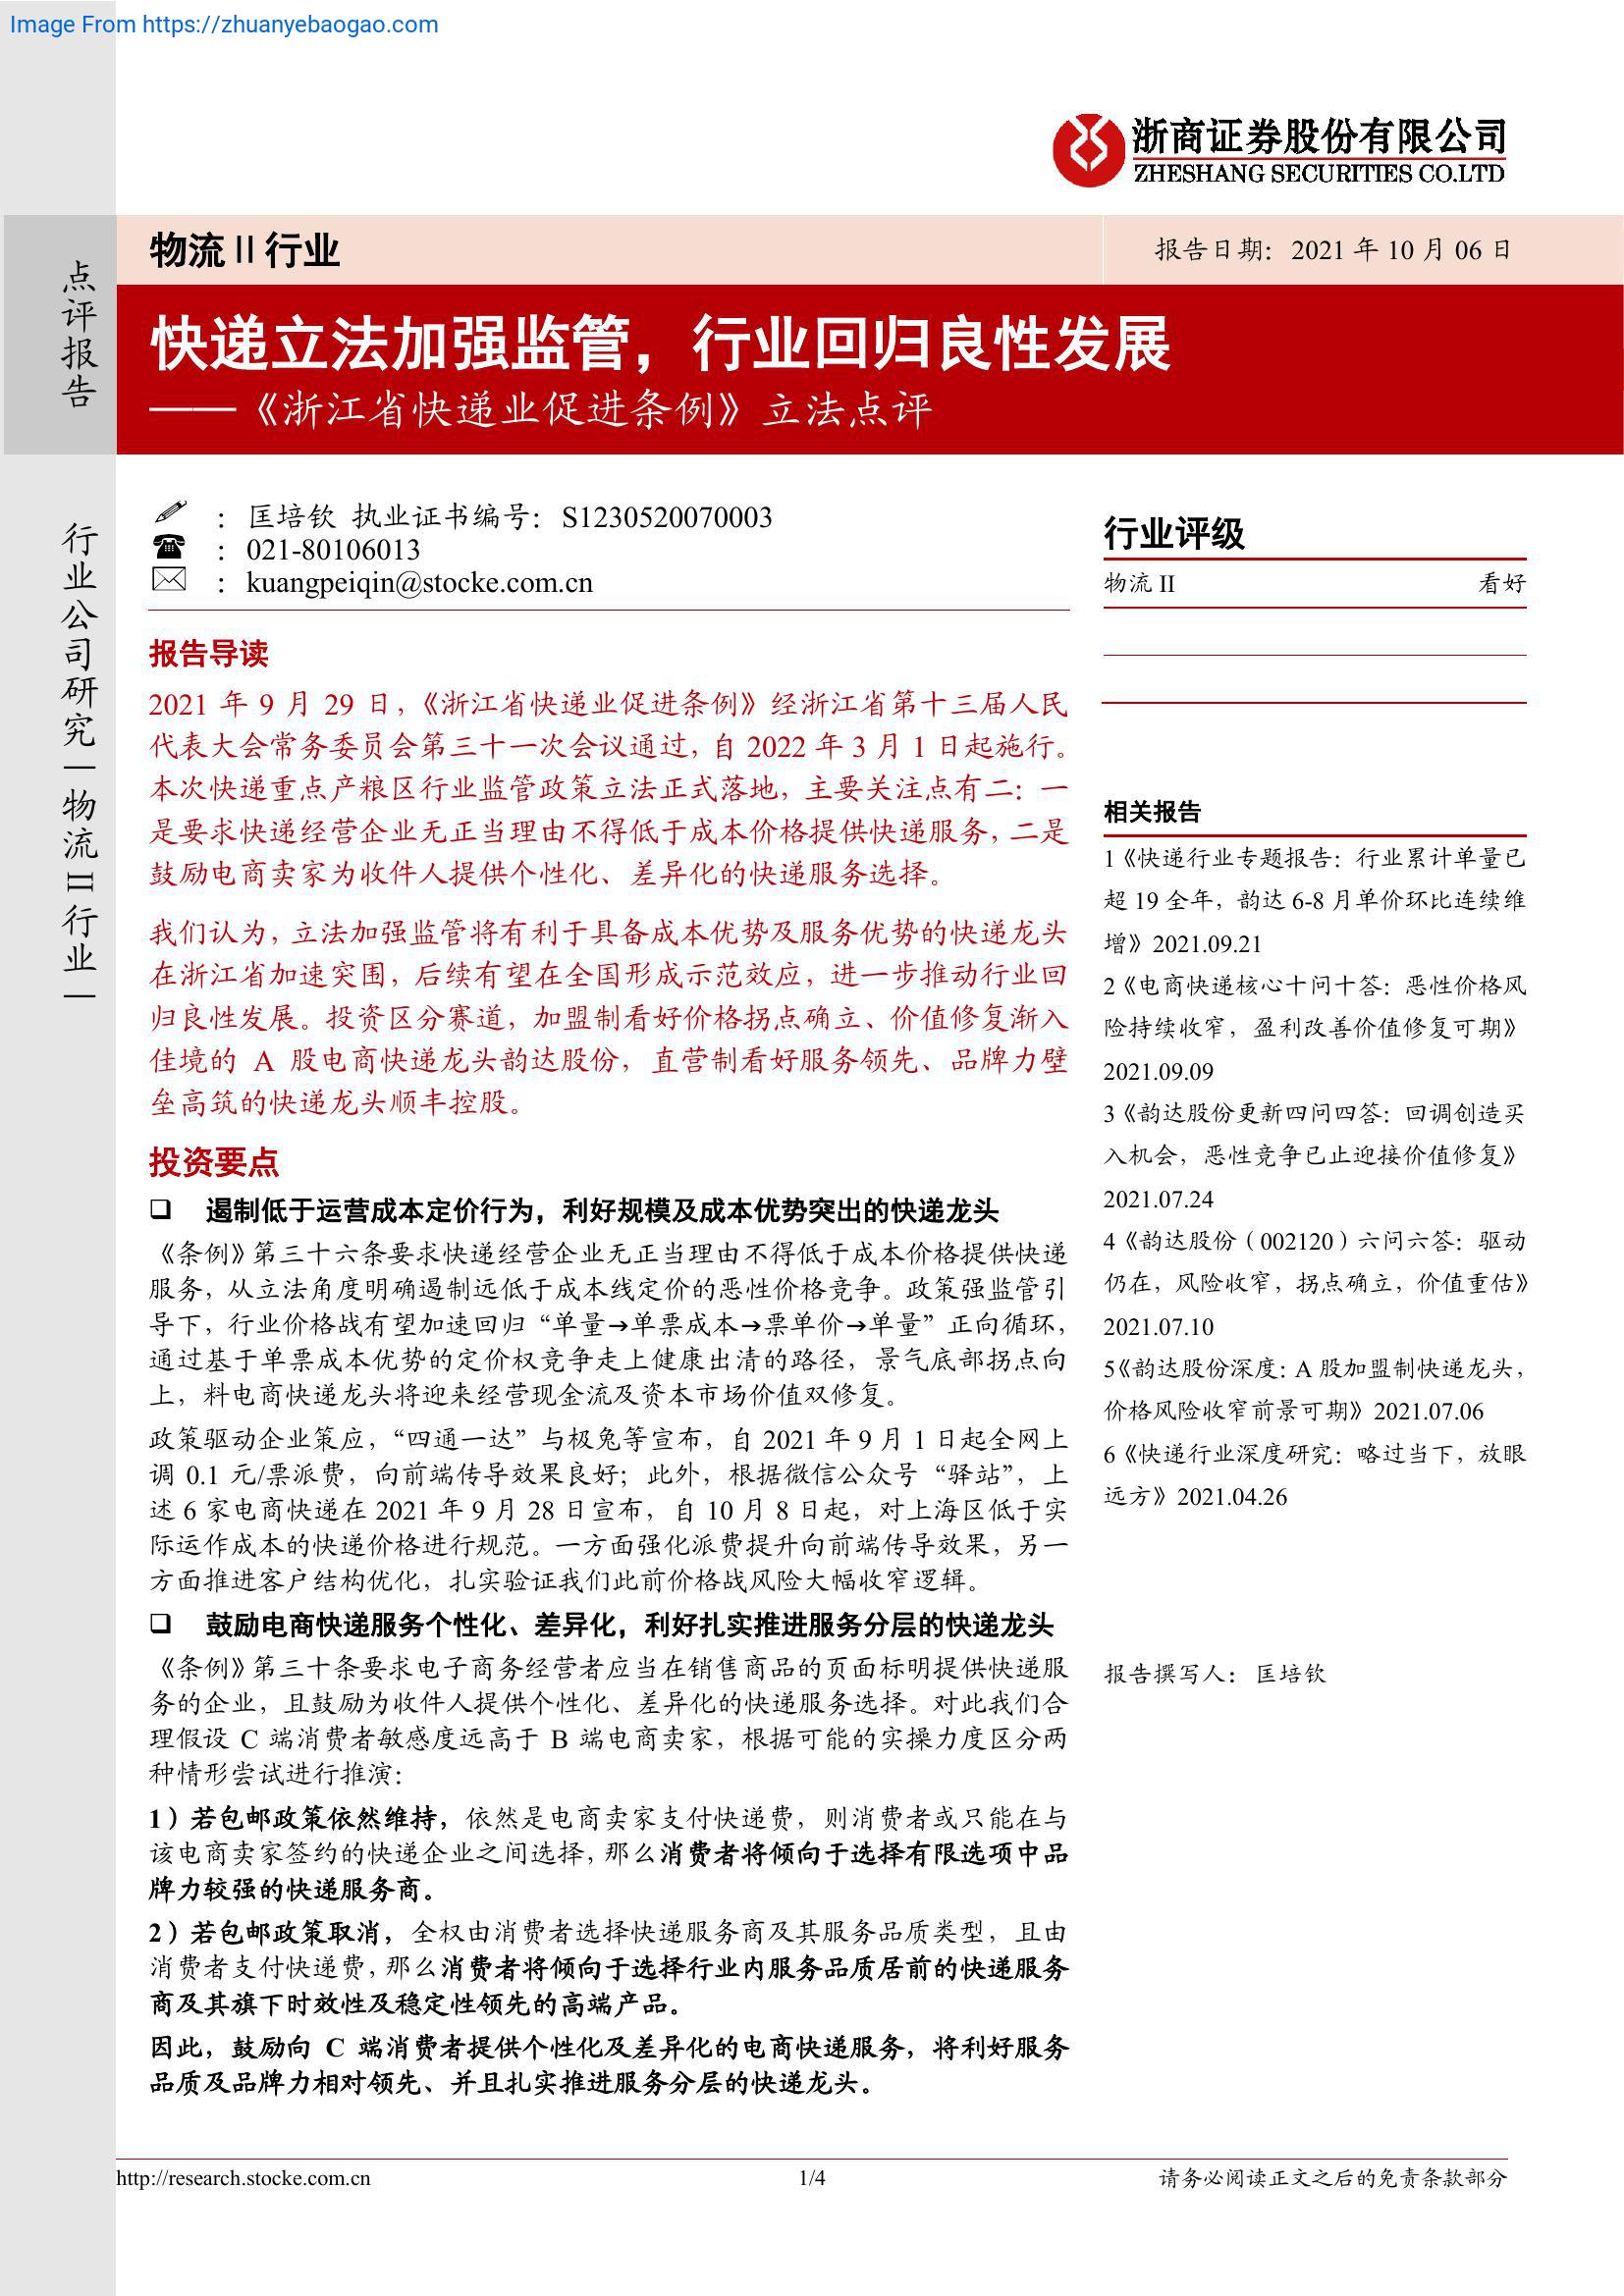 Image From https://zhuanyebaogao.com
浙商证券股份有限公司
ZHESHANG SECURITIES CO.LTD
点评报告
行业公司研究|物流II行业|
物流II行业
报告日期：2021 年 10 月 06 日
快递立法加强监管，行业回归良性发展
——《浙江省快递业促进条例》立法点评
：匡培钦 执业证书编号：S1230520070003
：021-80106013
：kuangpeiqin@stocke.com.cn
报告导读
2021 年 9 月 29 日，《浙江省快递业促进条例》经浙江省第十三届人民
代表大会常务委员会第三十一次会议通过，自 2022 年 3 月 1 日起施行。
本次快递重点产粮区行业监管政策立法正式落地，主要关注点有二：一
是要求快递经营企业无正当理由不得低于成本价格提供快递服务，二是
鼓励电商卖家为收件人提供个性化、差异化的快递服务选择。
我们认为，立法加强监管将有利于具备成本优势及服务优势的快递龙头
在浙江省加速突围，后续有望在全国形成示范效应，进一步推动行业回
归良性发展。投资区分赛道，加盟制看好价格拐点确立、价值修复渐入
佳境的 A 股电商快递龙头韵达股份，直营制看好服务领先、品牌力壁
垒高筑的快递龙头顺丰控股。
投资要点
❑ 遏制低于运营成本定价行为，利好规模及成本优势突出的快递龙头
《条例》第三十六条要求快递经营企业无正当理由不得低于成本价格提供快递
服务，从立法角度明确遏制远低于成本线定价的恶性价格竞争。政策强监管引
导下，行业价格战有望加速回归“单量→单票成本→票单价→单量”正向循环，
通过基于单票成本优势的定价权竞争走上健康出清的路径，景气底部拐点向
上，料电商快递龙头将迎来经营现金流及资本市场价值双修复。
政策驱动企业策应，“四通一达”与极兔等宣布，自 2021 年 9 月 1 日起全网上
调 0.1 元/票派费，向前端传导效果良好；此外，根据微信公众号“驿站”，上
述 6 家电商快递在 2021 年 9 月 28 日宣布，自 10 月 8 日起，对上海区低于实
际运作成本的快递价格进行规范。一方面强化派费提升向前端传导效果，另一
方面推进客户结构优化，扎实验证我们此前价格战风险大幅收窄逻辑。
❑ 鼓励电商快递服务个性化、差异化，利好扎实推进服务分层的快递龙头
《条例》第三十条要求电子商务经营者应当在销售商品的页面标明提供快递服
务的企业，且鼓励为收件人提供个性化、差异化的快递服务选择。对此我们合
理假设 C 端消费者敏感度远高于 B 端电商卖家，根据可能的实操力度区分两
种情形尝试进行推演：
1）若包邮政策依然维持，依然是电商卖家支付快递费，则消费者或只能在与
该电商卖家签约的快递企业之间选择，那么消费者将倾向于选择有限选项中品
牌力较强的快递服务商。
2）若包邮政策取消，全权由消费者选择快递服务商及其服务品质类型，且由
消费者支付快递费，那么消费者将倾向于选择行业内服务品质居前的快递服务
商及其旗下时效性及稳定性领先的高端产品。
因此，鼓励向 C 端消费者提供个性化及差异化的电商快递服务，将利好服务
品质及品牌力相对领先、并且扎实推进服务分层的快递龙头。
行业评级
物流 II 看好
相关报告
1《快递行业专题报告：行业累计单量已
超 19 全年，韵达 6-8 月单价环比连续维
增》2021.09.21
2《电商快递核心十问十答：恶性价格风
险持续收窄，盈利改善价值修复可期》
2021.09.09
3《韵达股份更新四问四答：回调创造买
入机会，恶性竞争已止迎接价值修复》
2021.07.24
4《韵达股份（002120）六问六答：驱动
仍在，风险收窄，拐点确立，价值重估》
2021.07.10
5《韵达股份深度：A 股加盟制快递龙头，
价格风险收窄前景可期》2021.07.06
6《快递行业深度研究：略过当下，放眼
远方》2021.04.26
报告撰写人：匡培钦
http://research.stocke.com.cn
1/4
请务必阅读正文之后的免责条款部分